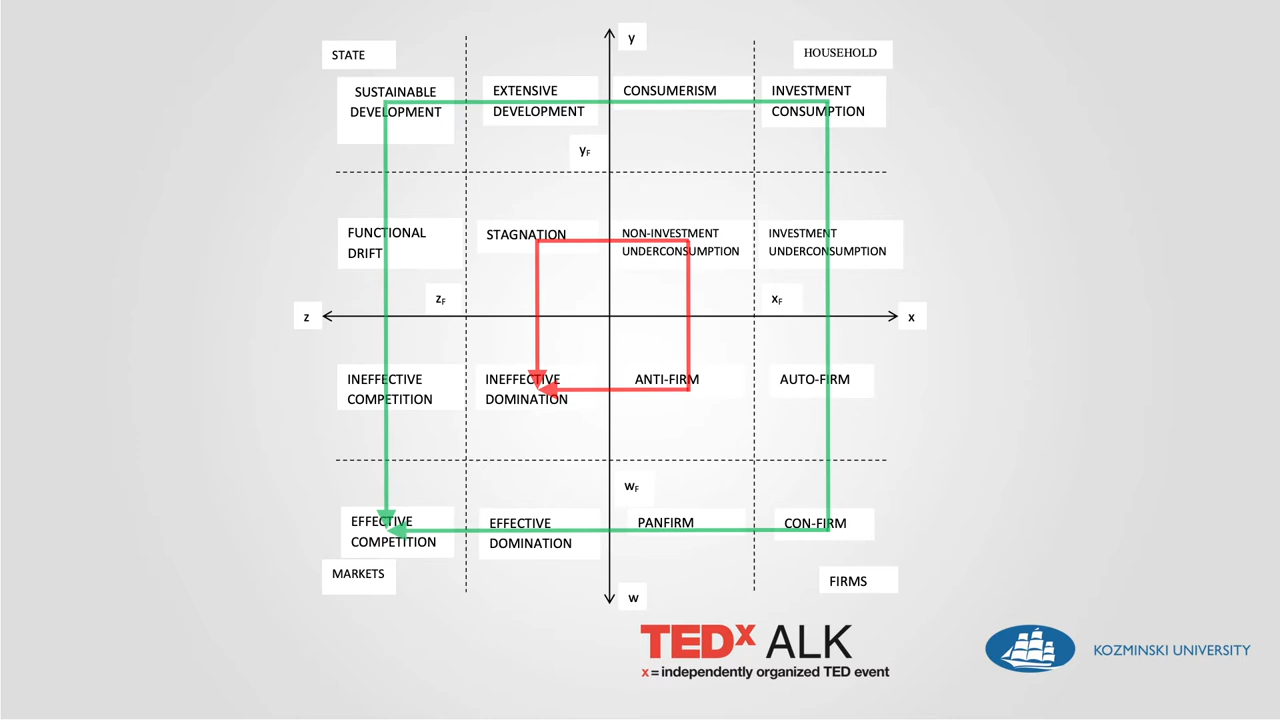 y
STATE
HOUSEHOLD
SUSTAINABLE
DEVELOPMENT
EXTENSIVE
DEVELOPMENT
CONSUMERISM
INVESTMENT
CONSUMPTION
yF
FUNCTIONAL
DRIFT
STAGNATION
NON-INVESTMENT
UNDERCONSUMPTION
INVESTMENT
UNDERCONSUMPTION
zF
xF
z
x
INEFFECTIVE
COMPETITION
INEFFECTIVE
DOMINATION
ANTI-FIRM
AUTO-FIRM
wF
EFFECTIVE
COMPETITION
EFFECTIVE
DOMINATION
PANFIRM
CON-FIRM
MARKETS
FIRMS
w
TEDx ALK
x = independently organized TED event
KOZMINSKI UNIVERSITY